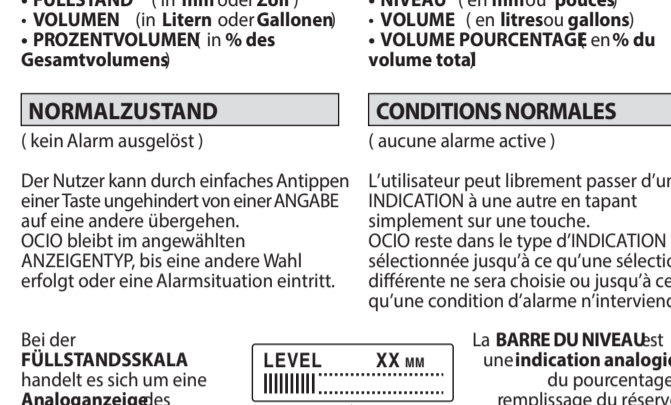 • FÜLLSTAND (in mm oder Zoll)
• VOLUMEN (in Litern oder Gallonen)
• PROZENTVOLUMEN( in % des
Gesamtvolumens)
NORMALZUSTAND
( kein Alarm ausgelöst )
Der Nutzer kann durch einfaches Antippen
einer Taste ungehindert von einer ANGABE
auf eine andere übergehen.
OCIO bleibt im angewählten
ANZEIGENTYP, bis eine andere Wahl
erfolgt oder eine Alarmsituation eintritt.
Bei der
FÜLLSTANDSSKALA
handelt es sich um eine
Analoganzeige des
• NIVEAU ( en mm ou pouces)
• VOLUME ( en litres ou gallons)
• VOLUME POURCENTAGE( en % du
volume total)
CONDITIONS NORMALES
( aucune alarme active )
L'utilisateur peut librement passer d'un
INDICATION à une autre en tapant
simplement sur une touche.
OCIO reste dans le type d'INDICATION
sélectionnée jusqu'à ce qu'une sélectio
différente ne sera choisie ou jusqu'à ce
qu'une condition d'alarme n'interviend
LEVEL XX MM
La BARRE DU NIVEAU est
une indication analogi
du pourcentage
remplissage du réserv